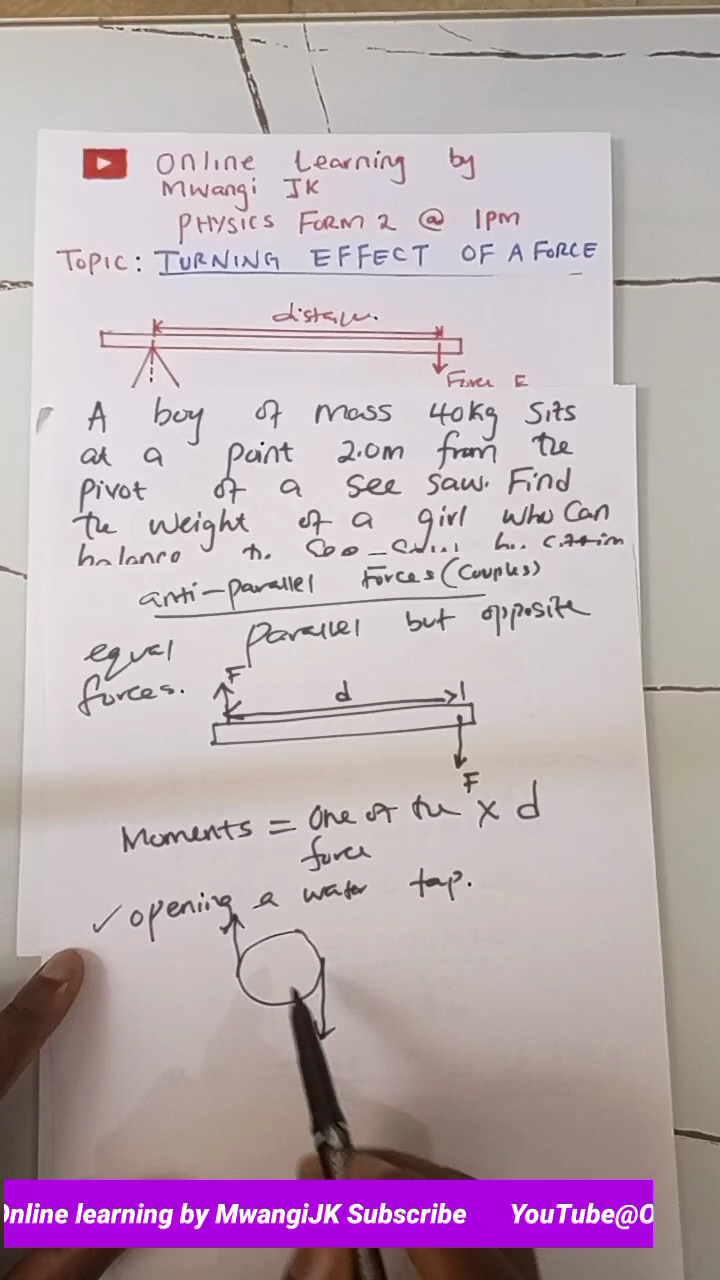 Online Learning by
Mwangi JK
PHYSICS FORM 2 @ 1pm
TOPIC: TURNING EFFECT OF A FORCE
distance.
Force F
A boy of mass 40kg sits
at a point 2.0m from the
pivot of a see saw. Find
the weight of a girl who can
balance the
anti-parallel Forces (Couples)
equal parallel but opposite
forces.
F
d
F
Moments = One of the force x d
✓ opening a water tap.
Online learning by MwangiJK Subscribe YouTube@O